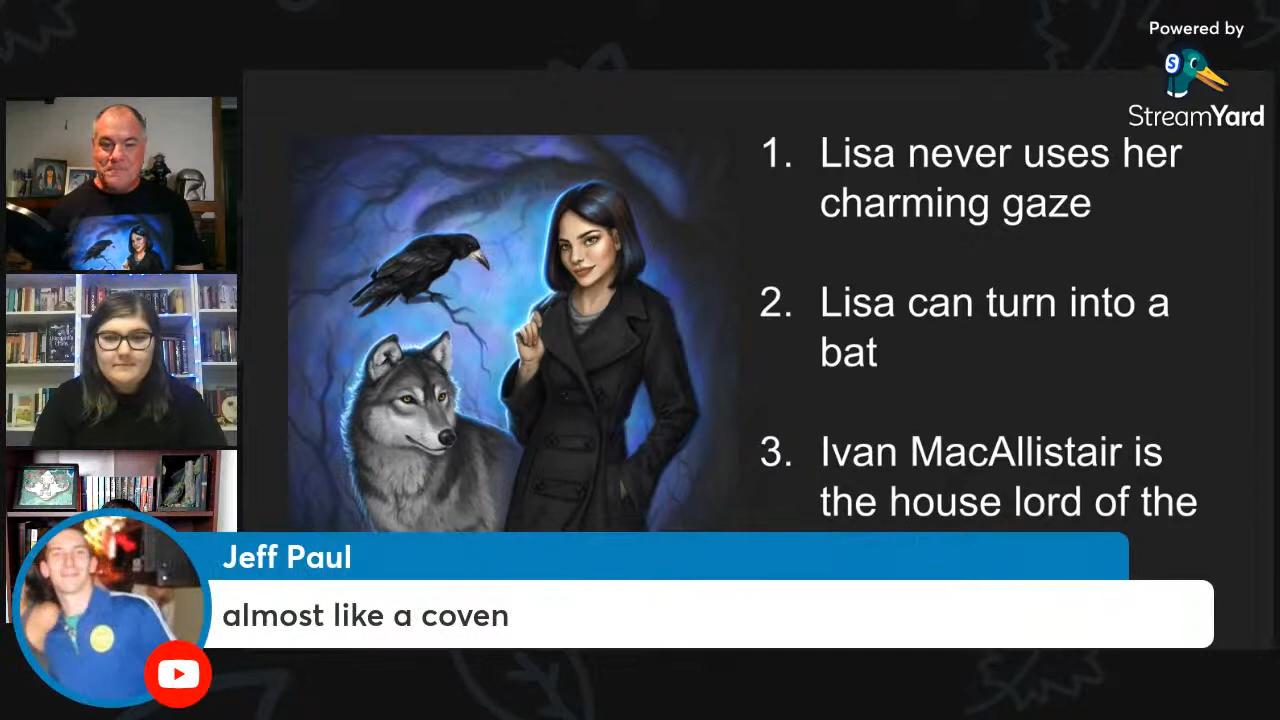 Powered by
StreamYard
1. Lisa never uses her
charming gaze
2. Lisa can turn into a
bat
3. Ivan MacAllistair is
the house lord of the
Jeff Paul
almost like a coven